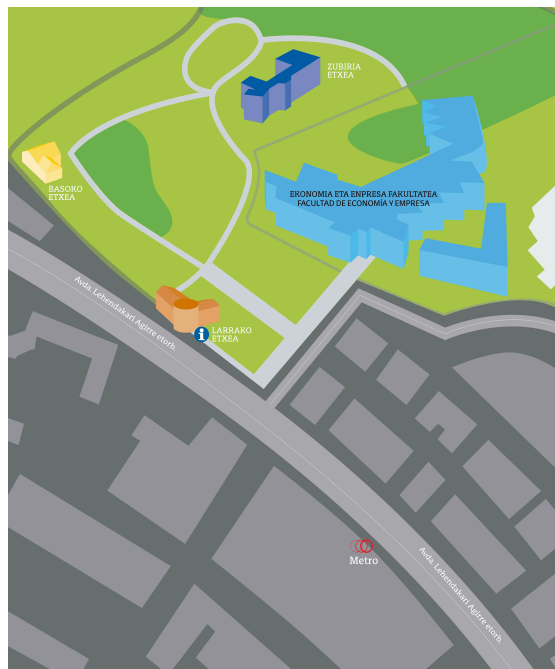 ZUBIRIA
ETXEA
BASOKO
ETXEA
EKONOMIA ETA ENPRESA FAKULTATEA
FACULTAD DE ECONOMÍA Y EMPRESA
Avda. Lehendakari Agirre etorb.
i
LARRAKO
ETXEA
Metro
Avda. Lehendakari Agirre etorb.